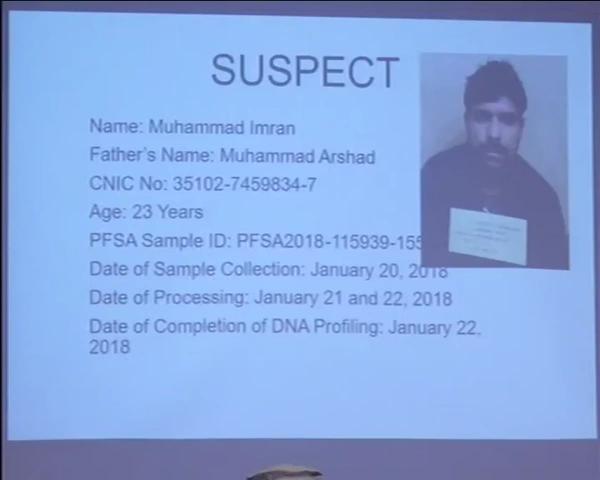 SUSPECT
Name: Muhammad Imran
Father's Name: Muhammad Arshad
CNIC No: 35102-7459834-7
Age: 23 Years
PFSA Sample ID: PFSA2018-115939-155
Date of Sample Collection: January 20, 2018
Date of Processing: January 21 and 22, 2018
Date of Completion of DNA Profiling: January 22,
2018